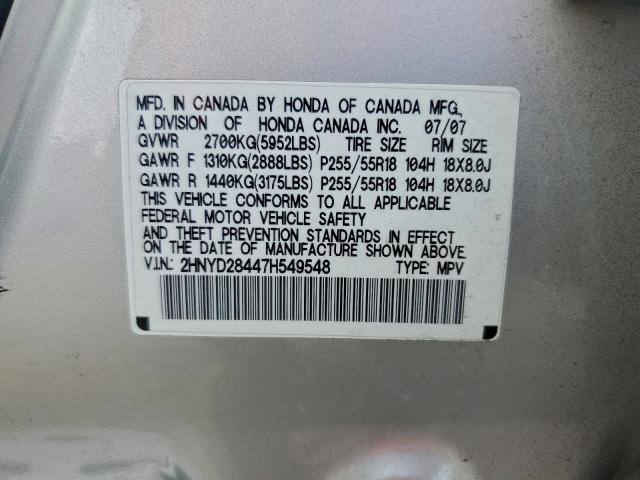 MFD. IN CANADA BY HONDA OF CANADA MFG.,
A DIVISION OF HONDA CANADA INC. 07/07
GVWR 2700KG(5952LBS) TIRE SIZE RIM SIZE
GAWR F 1310KG(2888LBS) P255/55R18 104H 18X8.0J
GAWR R 1440KG(3175LBS) P255/55R18 104H 18X8.0J
THIS VEHICLE CONFORMS TO ALL APPLICABLE
FEDERAL MOTOR VEHICLE SAFETY
AND THEFT PREVENTION STANDARDS IN EFFECT
ON THE DATE OF MANUFACTURE SHOWN ABOVE.
V.I.N.: 2HNYD28447H549548 TYPE: MPV